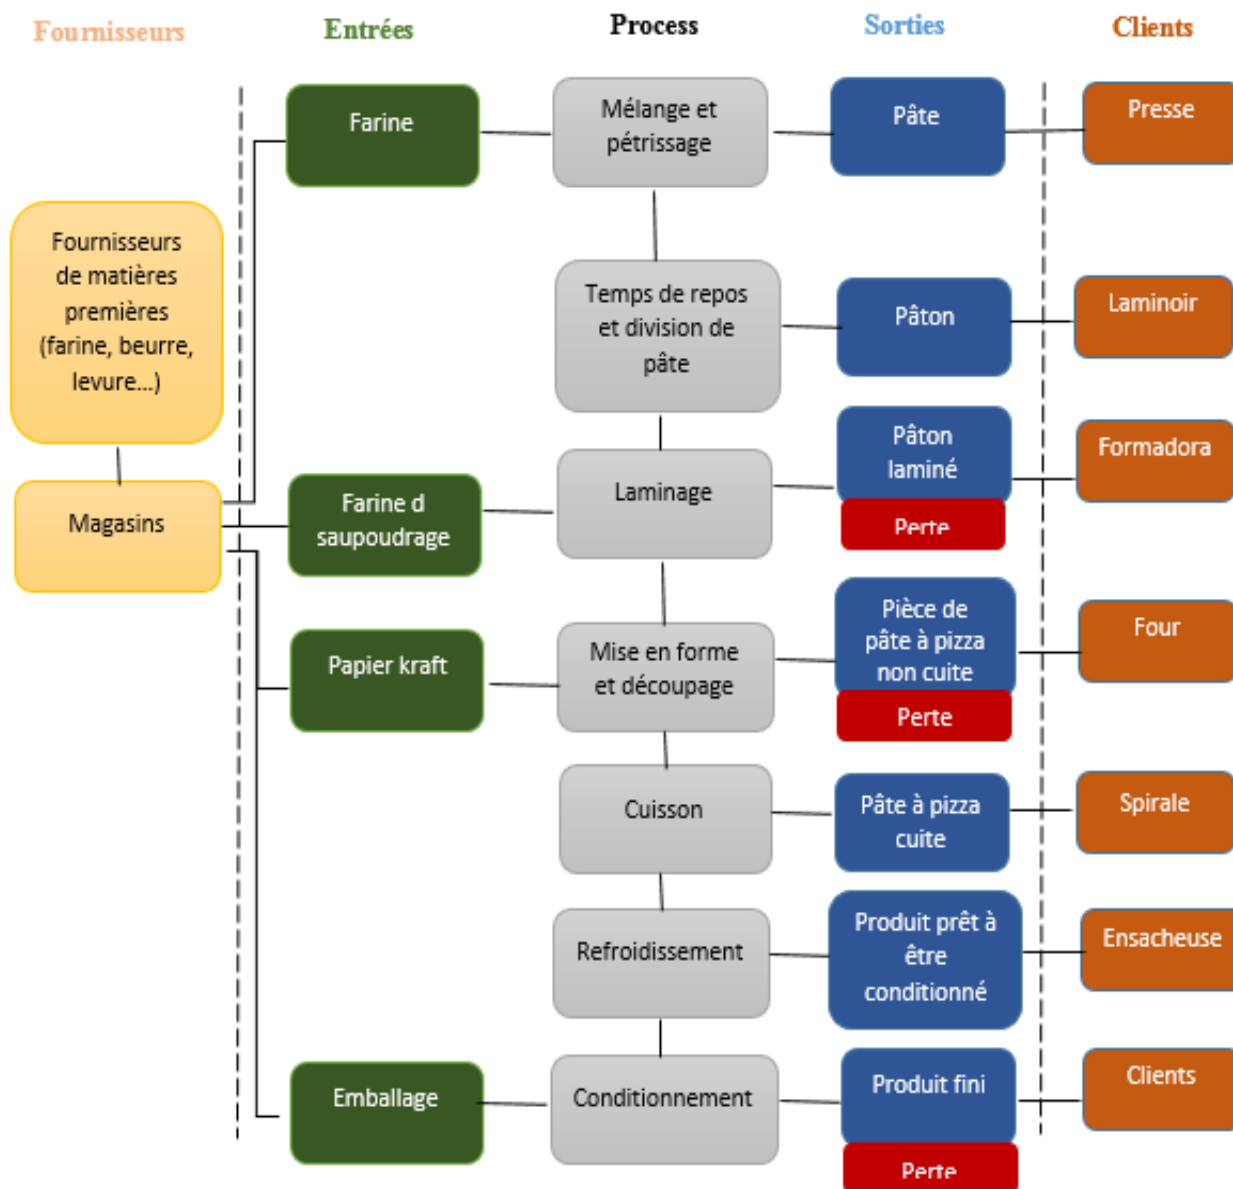 Fournisseurs
Entrées
Process
Sorties
Clients
Farine
Mélange et
pétrissage
Pâte
Presse
Fournisseurs
de matières
premières
(farine, beurre,
levure...)
Temps de repos
et division de
pâte
Pâton
Laminoir
Magasins
Farine d
saupoudrage
Laminage
Pâton
laminé
Perte
Formadora
Papier kraft
Mise en forme
et découpage
Pièce de
pâte à pizza
non cuite
Perte
Four
Cuisson
Pâte à pizza
cuite
Spirale
Refroidissement
Produit prêt à
être
conditionné
Ensacheuse
Emballage
Conditionnement
Produit fini
Perte
Clients